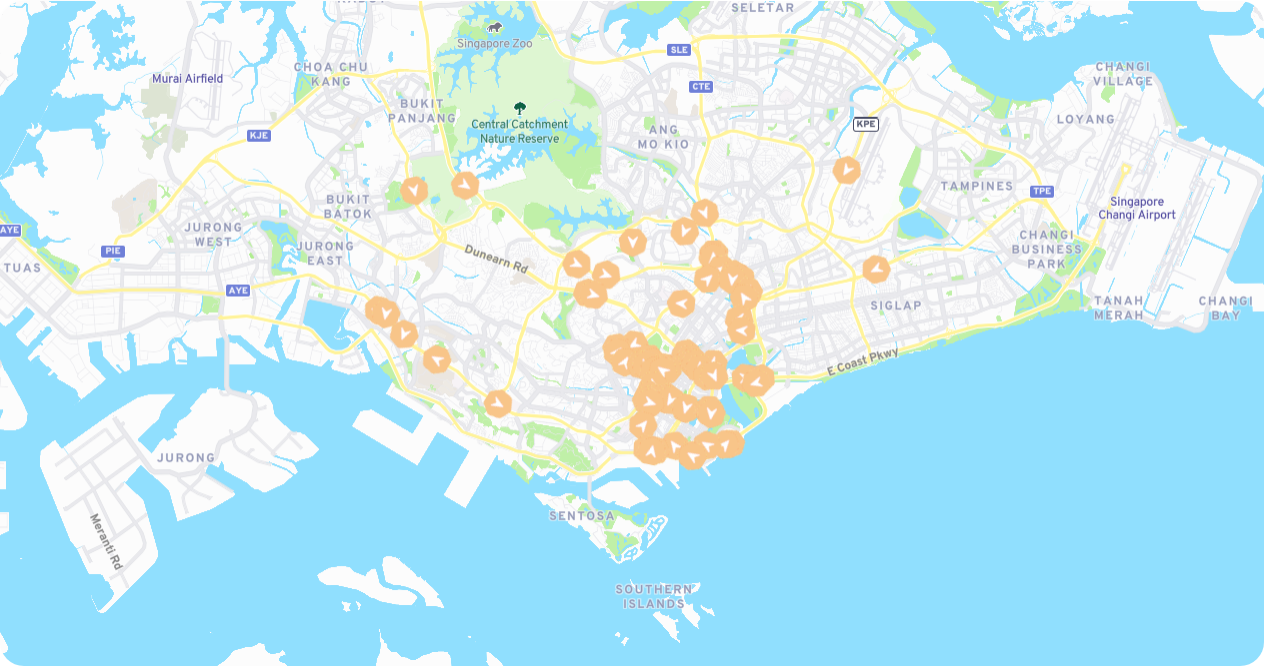 SELETAR
Singapore Zoo
SLE
CHOA CHU
KANG
Murai Airfield
CHANGI
VILLAGE
CTE
BUKIT
PANJANG
Central Catchment
Nature Reserve
LOYANG
KPE
ANG
MO KIO
KJE
TAMPINES
TPE
BUKIT
BATOK
Singapore
Changi Airport
AYE
JURONG
WEST
CHANGI
BUSINESS
PARK
JURONG
EAST
PIE
Dunearn Rd
TUAS
AYE
SIGLAP
TANAH
MERAH
CHANGI
BAY
E Coast Pkwy
JURONG
Meranti Rd
SENTOSA
SOUTHERN
ISLANDS